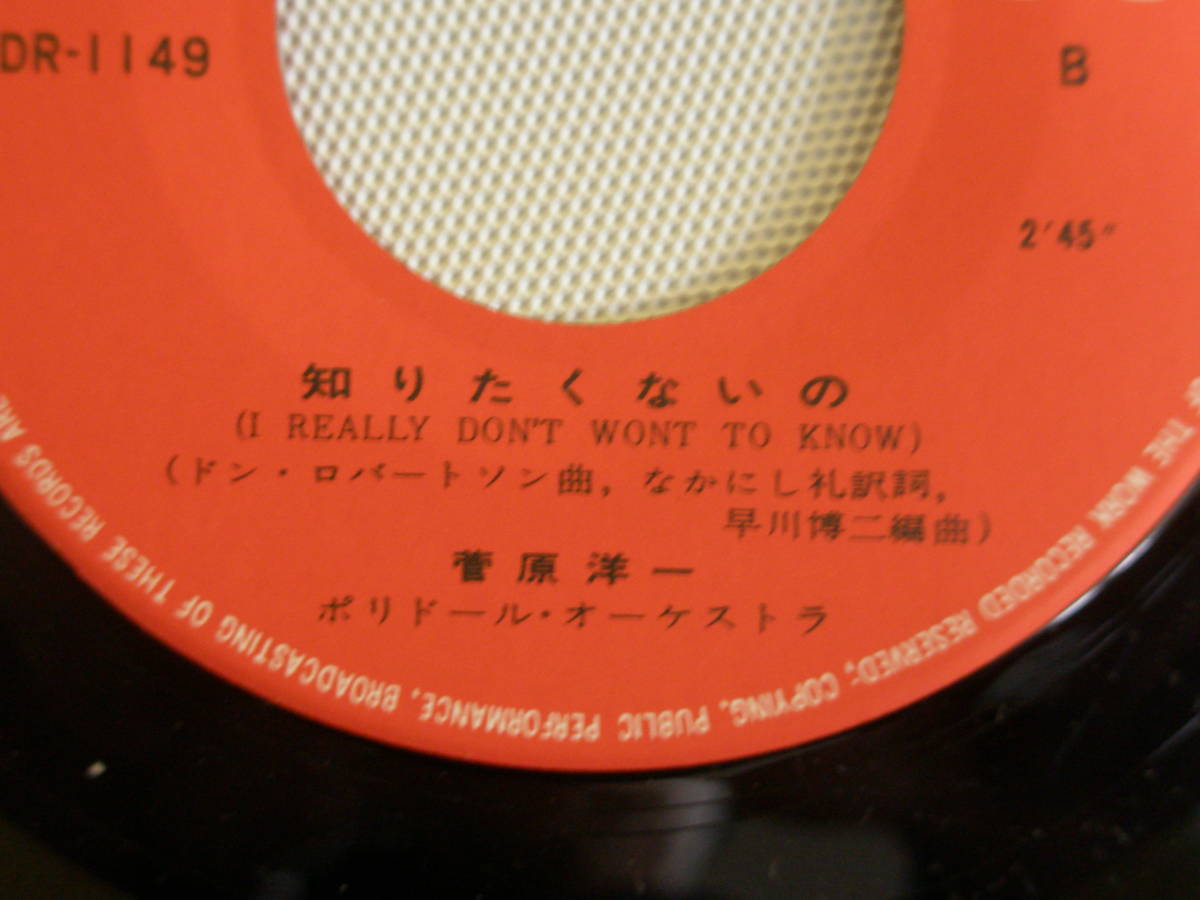 DR-1149
B
2′45″
知りたくないの
(I REALLY DON'T WONT TO KNOW)
(ドン・ロバートソン曲, なかにし礼訳詞,
早川博二編曲)
菅原洋一
ポリドール・オーケストラ
THE WORK RECORDED RESERVED; COPYING, PUBLIC PERFORMANCE, BROADCASTING OF THESE RECORDS ARE